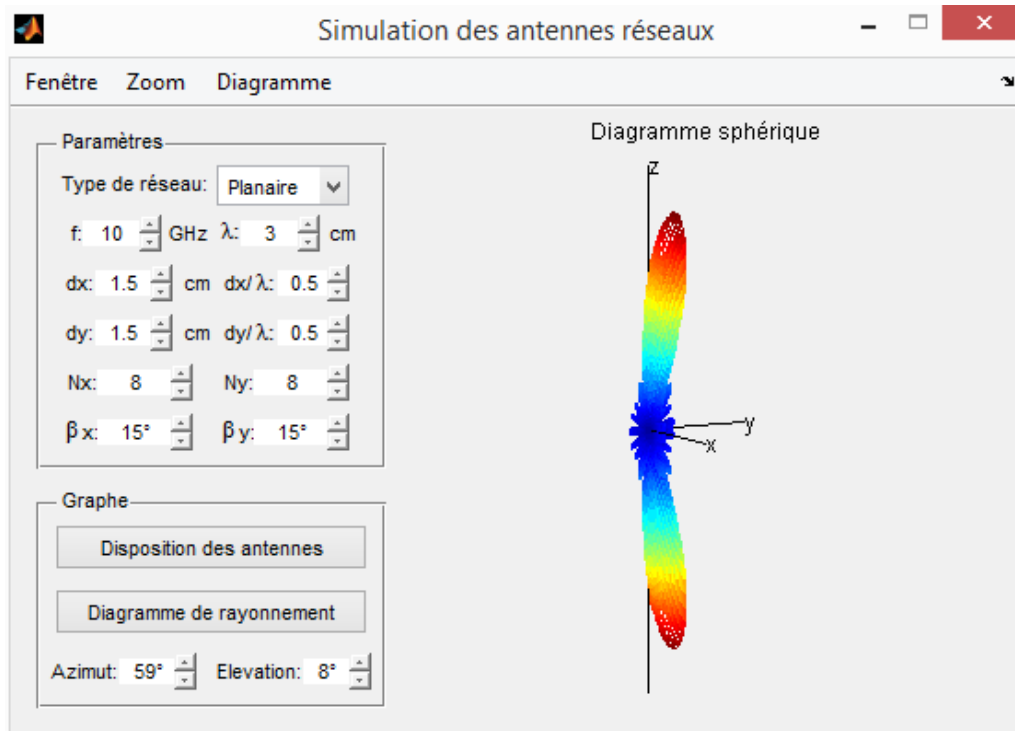 Simulation des antennes réseaux
Fenêtre Zoom Diagramme
Paramètres
Type de réseau: Planaire
f: 10 GHz λ: 3 cm
dx: 1.5 cm dx/λ: 0.5
dy: 1.5 cm dy/λ: 0.5
Nx: 8 Ny: 8
βx: 15° βy: 15°
Graphe
Disposition des antennes
Diagramme de rayonnement
Azimut: 59° Elevation: 8°
Diagramme sphérique
z
y
x